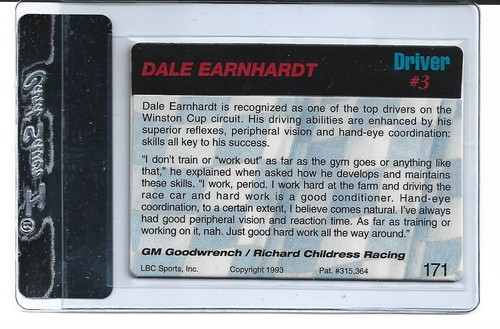 DALE EARNHARDT
Driver
#3
Dale Earnhardt is recognized as one of the top drivers on the
Winston Cup circuit. His driving abilities are enhanced by his
superior reflexes, peripheral vision and hand-eye coordination:
skills all key to his success.
"I don't train or "work out" as far as the gym goes or anything like
that," he explained when asked how he develops and maintains
these skills. "I work, period. I work hard at the farm and driving the
race car and hard work is a good conditioner. Hand-eye
coordination, to a certain extent, I believe comes natural. I've always
had good peripheral vision and reaction time. As far as training or
working on it, nah. Just good hard work all the way around."
GM Goodwrench / Richard Childress Racing
LBC Sports, Inc. Copyright 1993 Pat. #315,364
171
Card Saver I